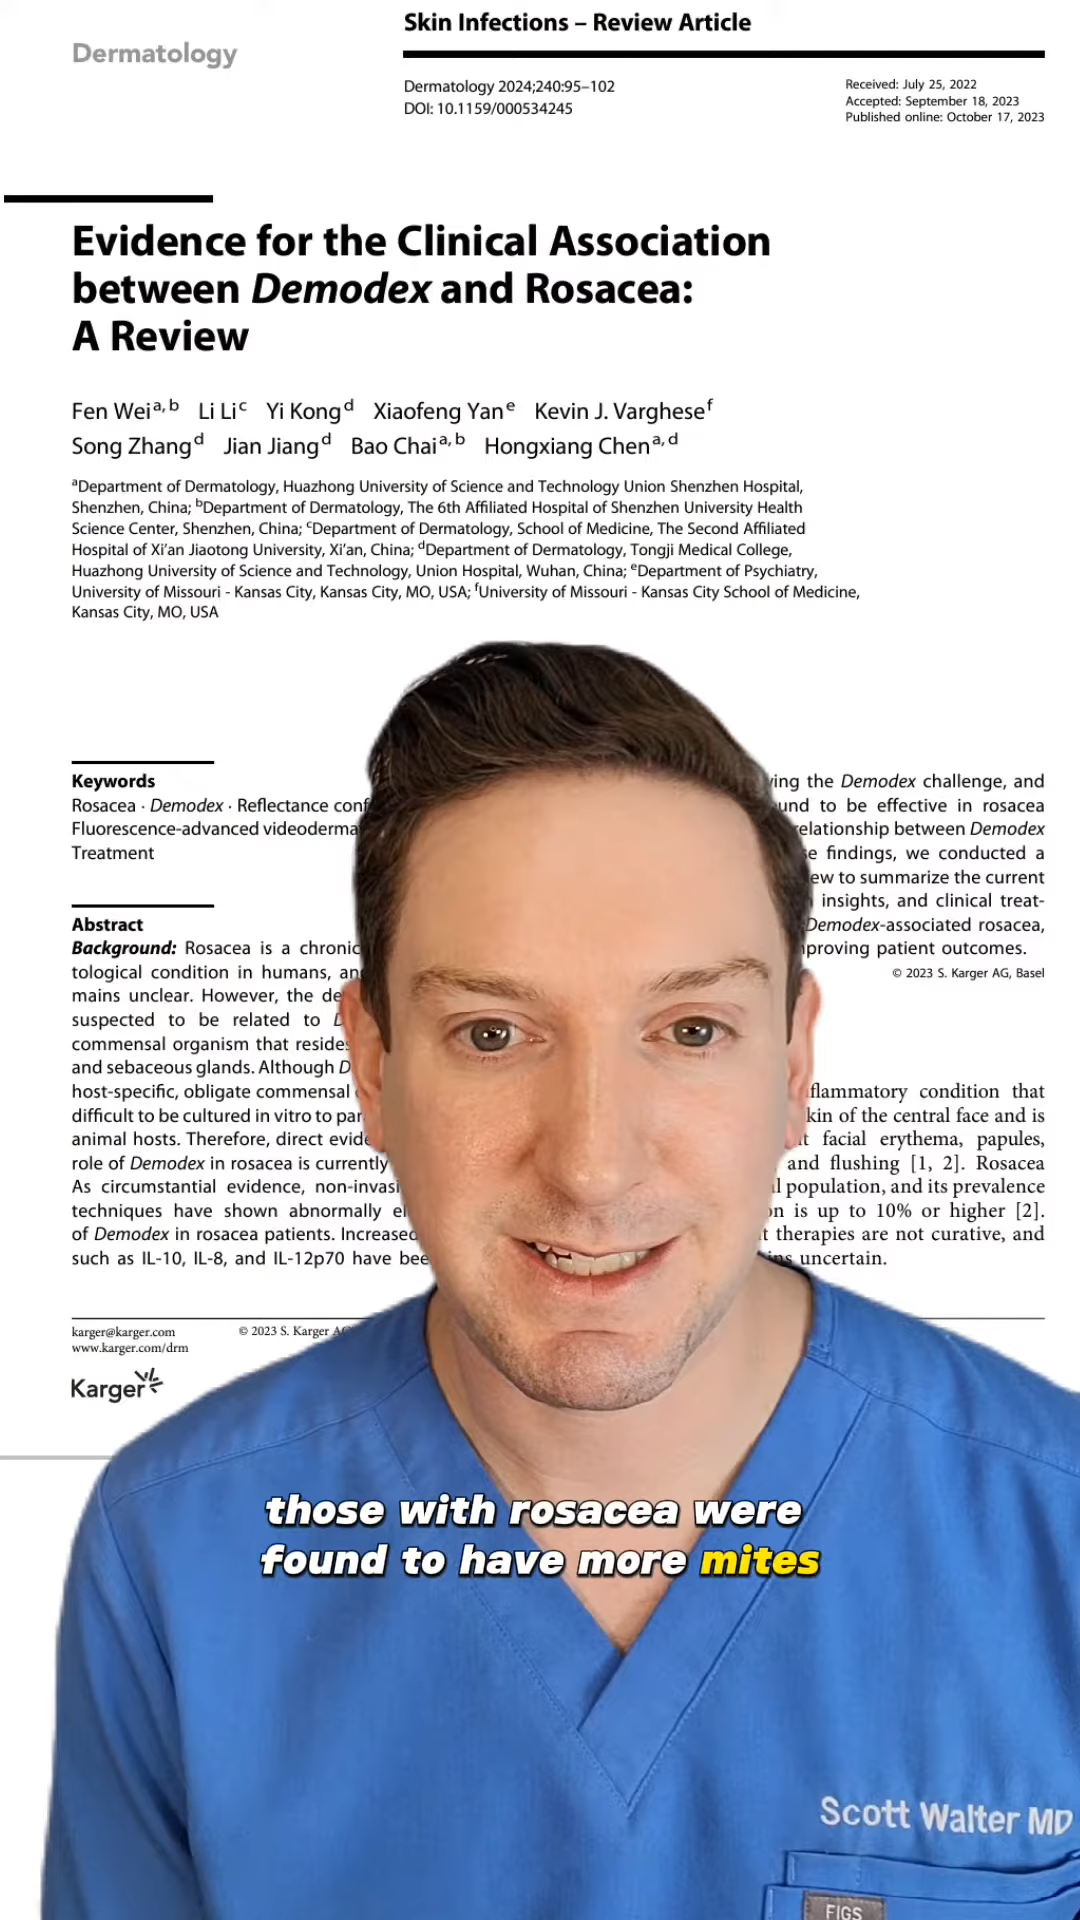 Dermatology
Skin Infections – Review Article
Dermatology 2024;240:95–102
DOI: 10.1159/000534245
Received: July 25, 2022
Accepted: September 18, 2023
Published online: October 17, 2023
Evidence for the Clinical Association
between Demodex and Rosacea:
A Review
Fen Wei a, b Li Li c Yi Kong d Xiaofeng Yan e Kevin J. Varghese f
Song Zhang d Jian Jiang d Bao Chai a, b Hongxiang Chen a, d
aDepartment of Dermatology, Huazhong University of Science and Technology Union Shenzhen Hospital,
Shenzhen, China; bDepartment of Dermatology, The 6th Affiliated Hospital of Shenzhen University Health
Science Center, Shenzhen, China; cDepartment of Dermatology, School of Medicine, The Second Affiliated
Hospital of Xi’an Jiaotong University, Xi’an, China; dDepartment of Dermatology, Tongji Medical College,
Huazhong University of Science and Technology, Union Hospital, Wuhan, China; eDepartment of Psychiatry,
University of Missouri - Kansas City, Kansas City, MO, USA; fUniversity of Missouri - Kansas City School of Medicine,
Kansas City, MO, USA
Keywords
Rosacea · Demodex · Reflectance
Fluorescence-advanced
Treatment
Abstract
Background: Rosacea is a chronic
tological condition in humans,
mains unclear. However, the
suspected to be related to
commensal organism that
and sebaceous glands. Although
host-specific, obligate commensal
difficult to be cultured in vitro to
animal hosts. Therefore, direct
role of Demodex in rosacea is currently
As circumstantial evidence,
techniques have shown abnormally
of Demodex in rosacea patients. Increased
such as IL-10, IL-8, and IL-12p70 have
the Demodex challenge, and
to be effective in rosacea
relationship between Demodex
findings, we conducted a
to summarize the current
insights, and clinical treat-
Demodex-associated rosacea,
improving patient outcomes.
© 2023 S. Karger AG, Basel
inflammatory condition that
skin of the central face and is
facial erythema, papules,
and flushing [1, 2]. Rosacea
population, and its prevalence
is up to 10% or higher [2].
therapies are not curative, and
uncertain.
karger@karger.com
www.karger.com/drm
© 2023 S. Karger AG
Karger
those with rosacea were
found to have more mites
Scott Walter MD
FIGS